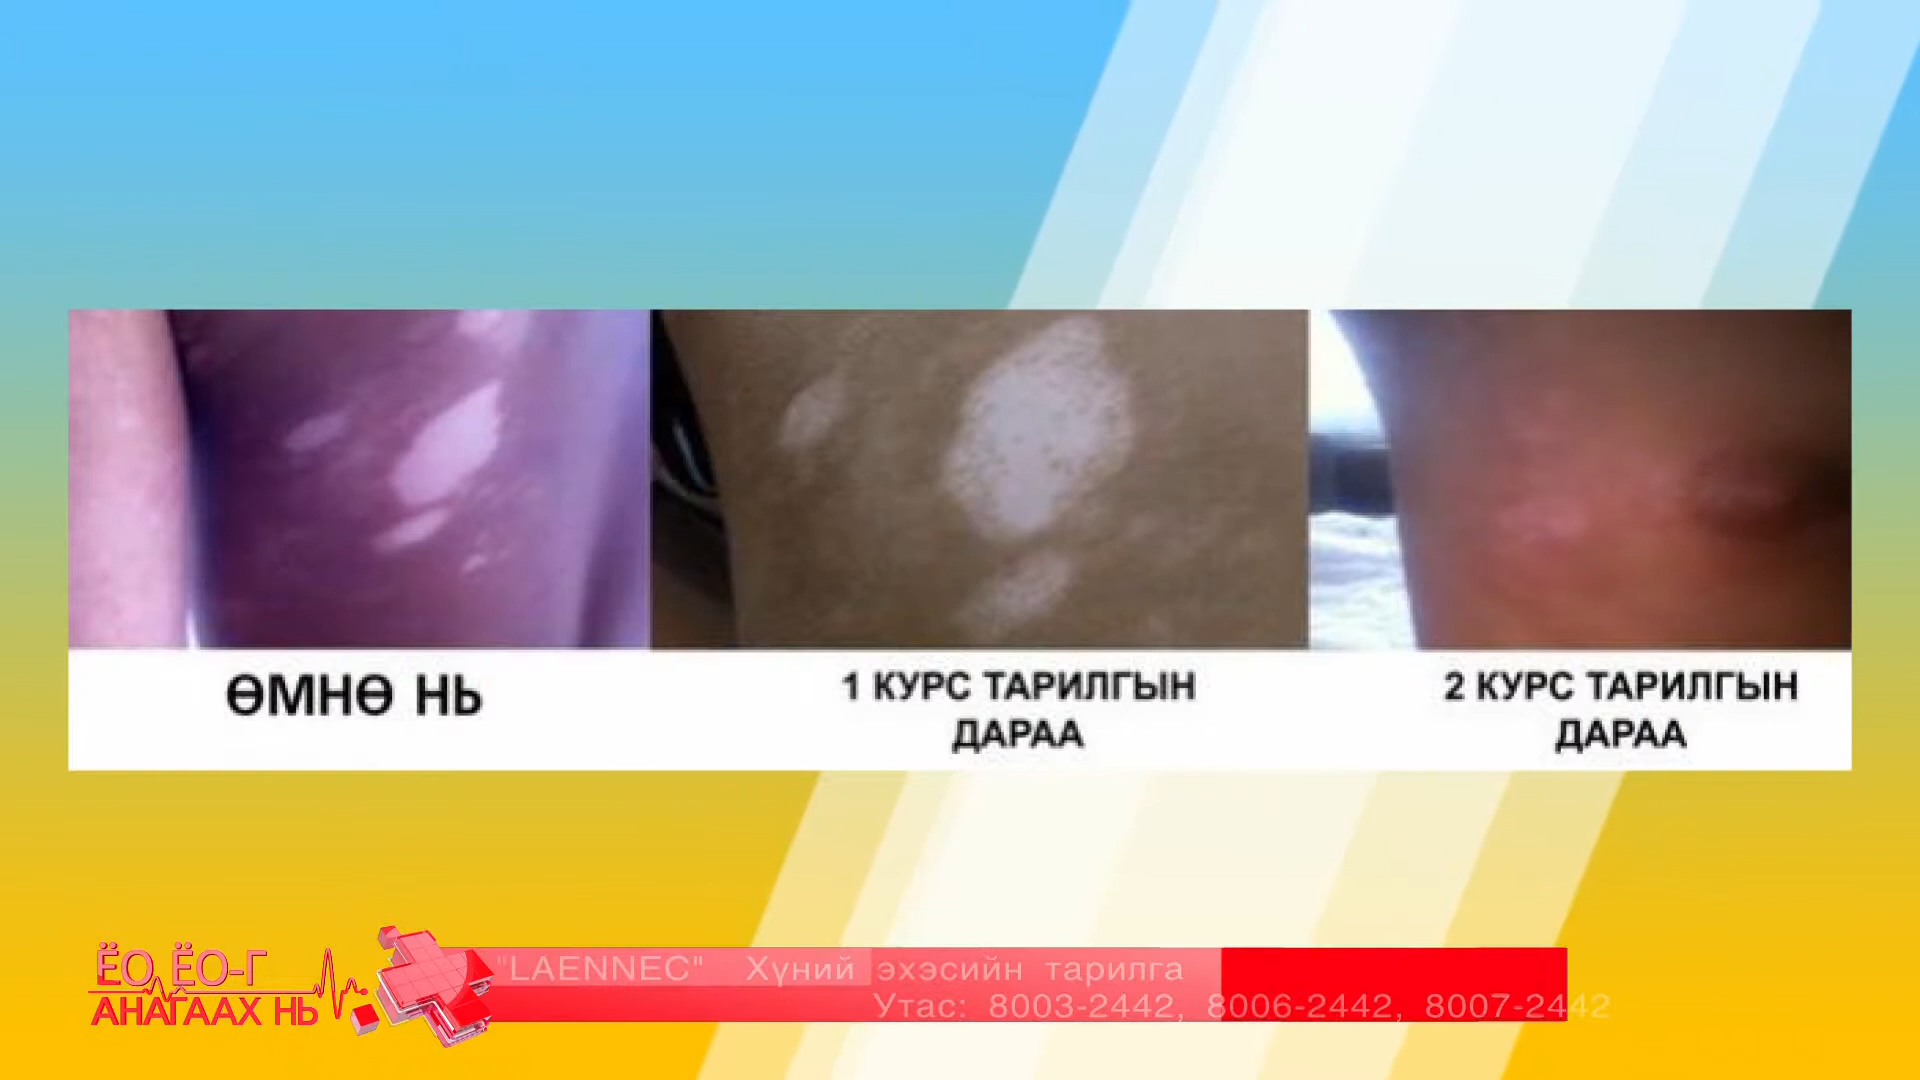 ӨМНӨ НЬ
1 КУРС ТАРИЛГЫН
ДАРАА
2 КУРС ТАРИЛГЫН
ДАРАА
ЁО ЁО-Г
АНАГААХ НЬ
"LAENNEC" Хүний эхэсийн тарилга
Утас: 8003-2442, 8006-2442, 8007-2442